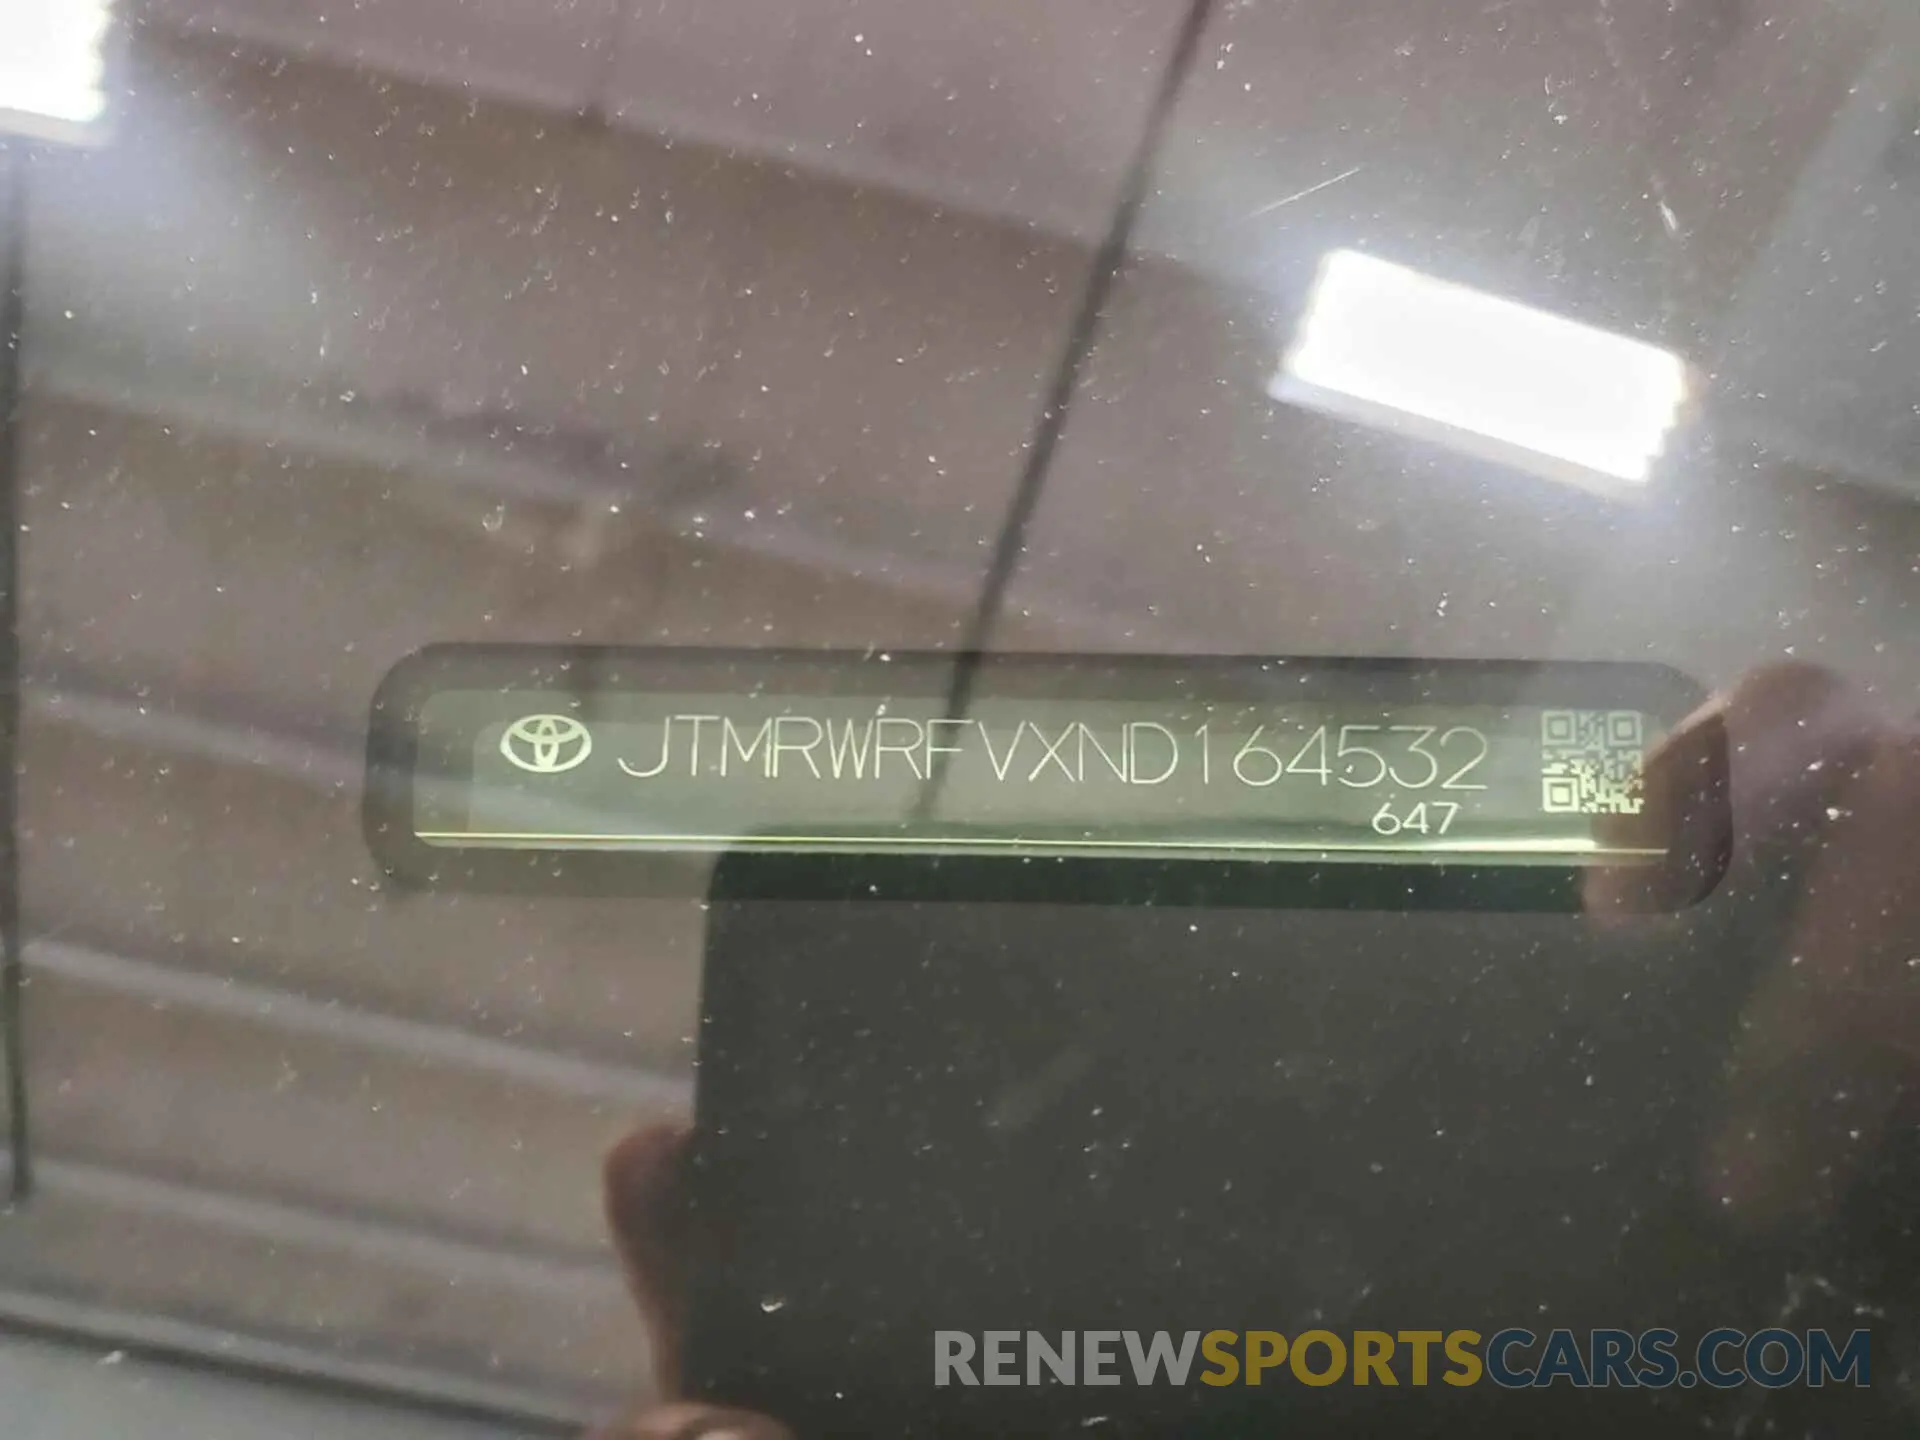 JTMRWRFVXND164532
647
RENEWSPORTSCARS.COM